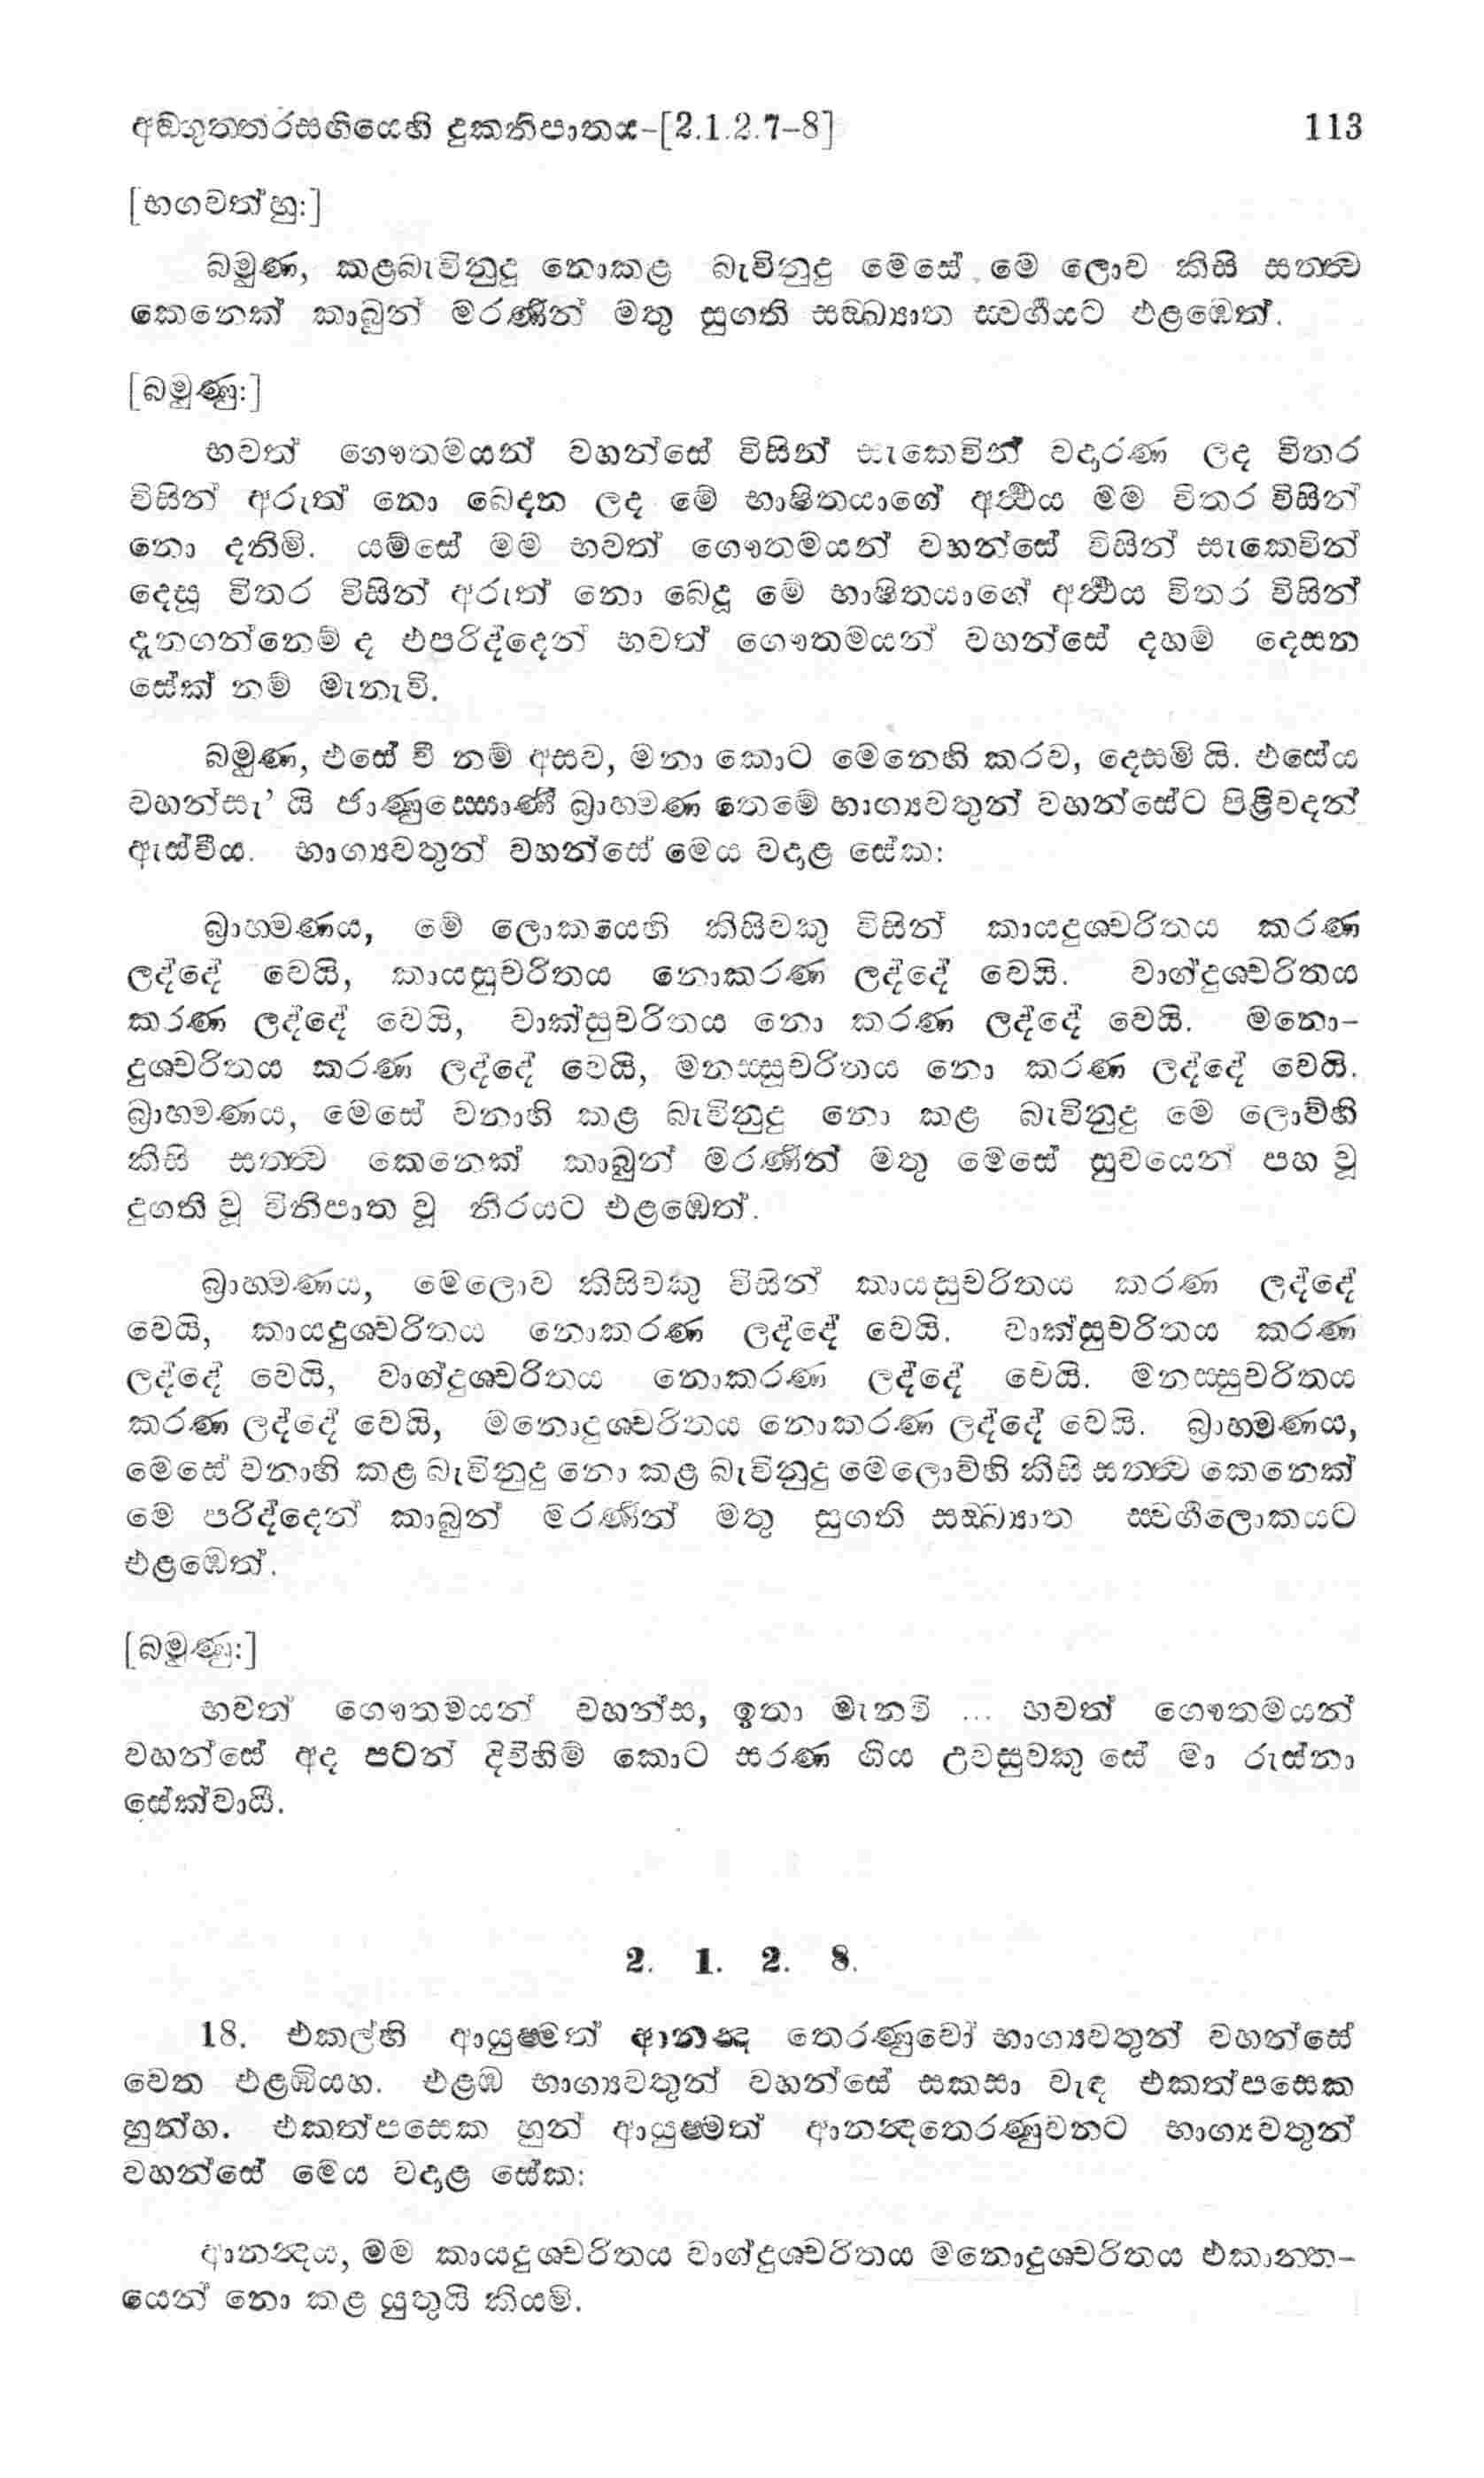 අඞ්ගුත්තරසඟියෙහි දුකනිපාතය-[2.1.2.7-8] 113
[භගවත්හු:]
බමුණ, කළබැවිනුදු නොකළ බැවිනුදු මෙසේ මේ ලොව කිසි සත්ත්ව
කෙනෙක් කාබුන් මරණින් මතු සුගති සඞ්ඛ්‍යාත ස්වර්‍ගයට එළඹෙත්.
[බමුණු:]
භවත් ගෞතමයන් වහන්සේ විසින් සැකෙවින් වදාරණ ලද විතර
විසින් අරුත් නො බෙදන ලද මේ භාෂිතයාගේ අර්‍ථය මම විතර විසින්
නො දනිමි. යම්සේ මම භවත් ගෞතමයන් වහන්සේ විසින් සැකෙවින්
දෙසූ විතර විසින් අරුත් නො බෙදූ මේ භාෂිතයාගේ අර්‍ථය විතර විසින්
දැනගන්නෙම් ද එපරිද්දෙන් භවත් ගෞතමයන් වහන්සේ දහම් දෙසන
සේක් නම් මැනැවි.
බමුණ, එසේ වී නම් අසව, මනා කොට මෙනෙහි කරව, දෙසමි යි. එසේය
වහන්සැ’ යි ජාණුස්සොණී බ්‍රාහ්මණ තෙමේ භාග්‍යවතුන් වහන්සේට පිළිවදන්
ඇස්වීය. භාග්‍යවතුන් වහන්සේ මෙය වදාළ සේක:
බ්‍රාහ්මණය, මේ ලොකයෙහි කිසිවකු විසින් කායදුශ්චරිතය කරණ
ලද්දේ වෙයි, කායසුචරිතය නොකරණ ලද්දේ වෙයි. වාග්දුශ්චරිතය
කරණ ලද්දේ වෙයි, වාක්සුචරිතය නො කරණ ලද්දේ වෙයි. මනො-
දුශ්චරිතය කරණ ලද්දේ වෙයි, මනස්සුචරිතය නො කරණ ලද්දේ වෙයි.
බ්‍රාහ්මණය, මෙසේ වනාහි කළ බැවිනුදු නො කළ බැවිනුදු මේ ලොව්හි
කිසි සත්ත්ව කෙනෙක් කාබුන් මරණින් මතු මෙසේ සුවයෙන් පහ වූ
දුගති වූ විනිපාත වූ නිරයට එළඹෙත්.
බ්‍රාහ්මණය, මෙලොව කිසිවකු විසින් කායසුචරිතය කරණ ලද්දේ
වෙයි, කායදුශ්චරිතය නොකරණ ලද්දේ වෙයි. වාක්සුචරිතය කරණ
ලද්දේ වෙයි, වාග්දුශ්චරිතය නොකරණ ලද්දේ වෙයි. මනස්සුචරිතය
කරණ ලද්දේ වෙයි, මනොදුශ්චරිතය නොකරණ ලද්දේ වෙයි. බ්‍රාහ්මණය,
මෙසේ වනාහි කළ බැවිනුදු නො කළ බැවිනුදු මෙලොව්හි කිසි සත්ත්ව කෙනෙක්
මේ පරිද්දෙන් කාබුන් මරණින් මතු සුගති සඞ්ඛ්‍යාත ස්වර්‍ගලොකයට
එළඹෙත්.
[බමුණු:]
භවත් ගෞතමයන් වහන්ස, ඉතා මැනවි ... භවත් ගෞතමයන්
වහන්සේ අද පටන් දිවිහිම් කොට සරණ ගිය උවසුවකු සේ මා රුස්නා
සේක්වායි.
2. 1. 2. 8.
18. එකල්හි ආයුෂ්මත් ආනන්‍ද තෙරණුවෝ භාග්‍යවතුන් වහන්සේ
වෙත එළඹියහ. එළඹ භාග්‍යවතුන් වහන්සේ සකසා වැඳ එකත්පසෙක
හුන්හ. එකත්පසෙක හුන් ආයුෂ්මත් ආනන්‍දතෙරණුවනට භාග්‍යවතුන්
වහන්සේ මෙය වදාළ සේක:
ආනන්‍දය, මම කායදුශ්චරිතය වාග්දුශ්චරිතය මනොදුශ්චරිතය එකාන්ත-
යෙන් නො කළ යුතුයි කියමි.